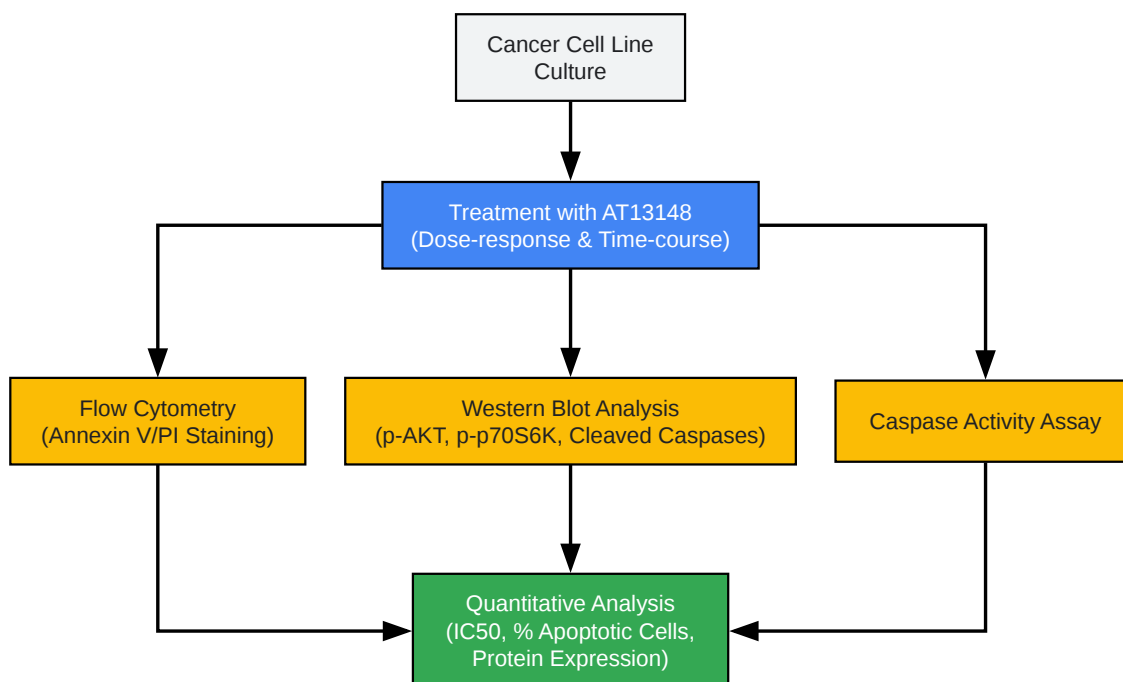 Cancer Cell Line
Culture
Treatment with AT13148
(Dose-response & Time-course)
Flow Cytometry
(Annexin V/PI Staining)
Western Blot Analysis
(p-AKT, p-p70S6K, Cleaved Caspases)
Caspase Activity Assay
Quantitative Analysis
(IC50, % Apoptotic Cells,
Protein Expression)